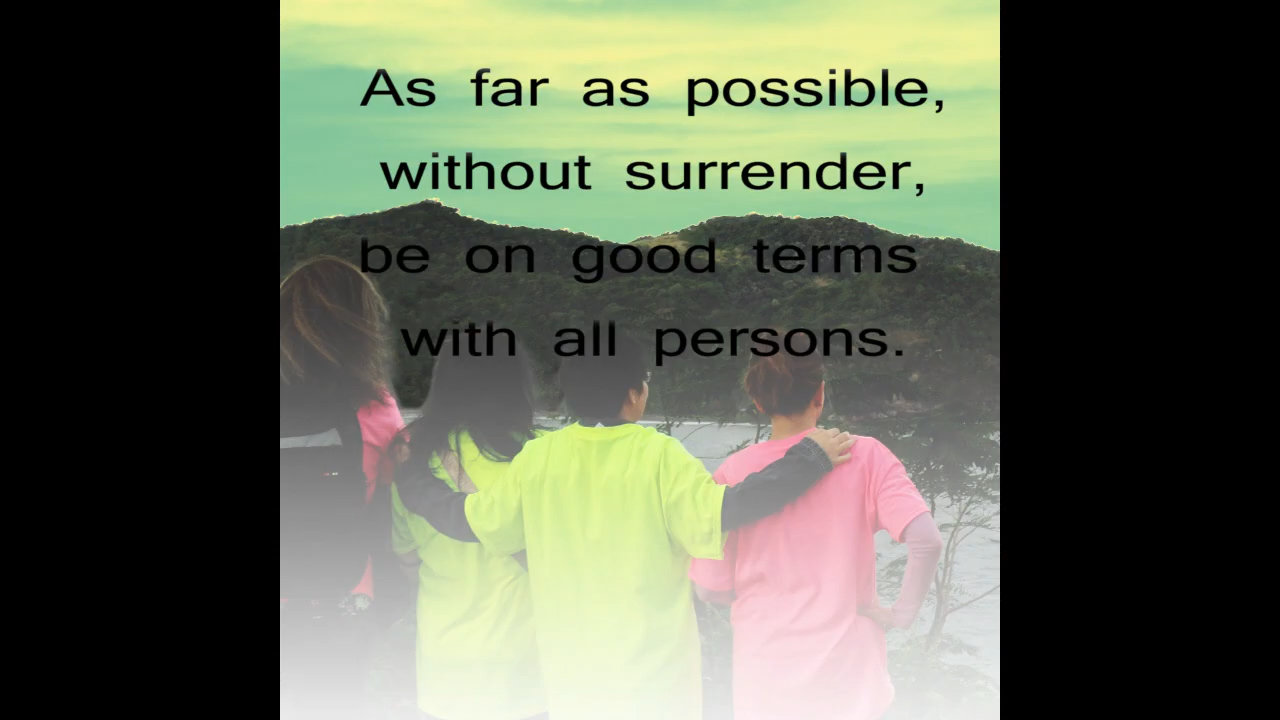 As far as possible,
without surrender,
be on good terms
with all persons.